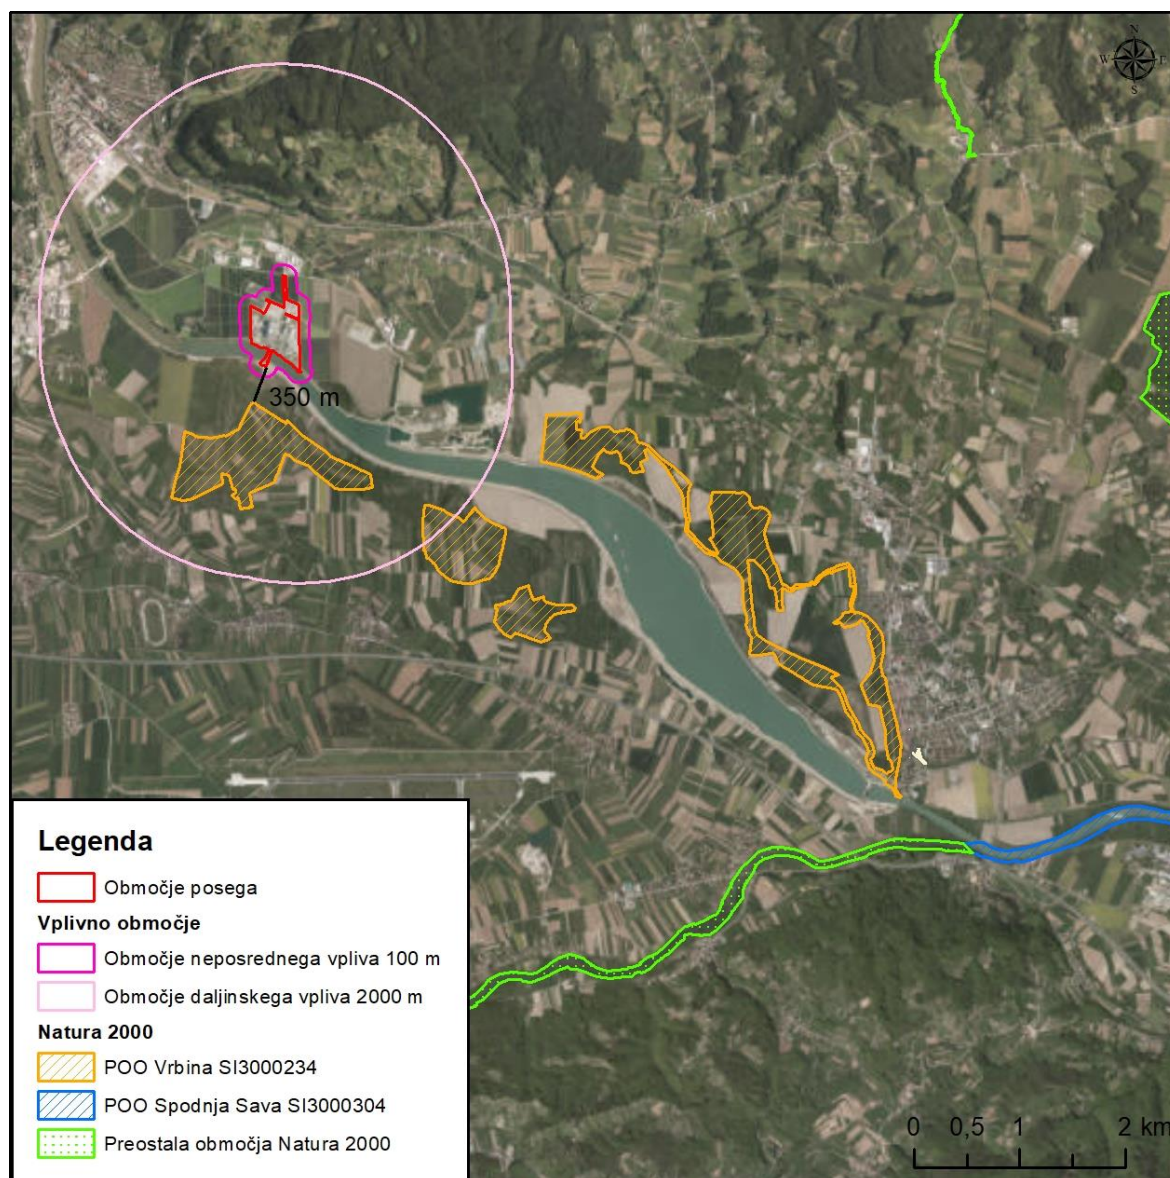 N
W E
S
350 m
Legenda
Območje posega
Vplivno območje
Območje neposrednega vpliva 100 m
Območje daljinskega vpliva 2000 m
Natura 2000
POO Vrbina SI3000234
POO Spodnja Sava SI3000304
Preostala območja Natura 2000
0 0,5 1 2 km